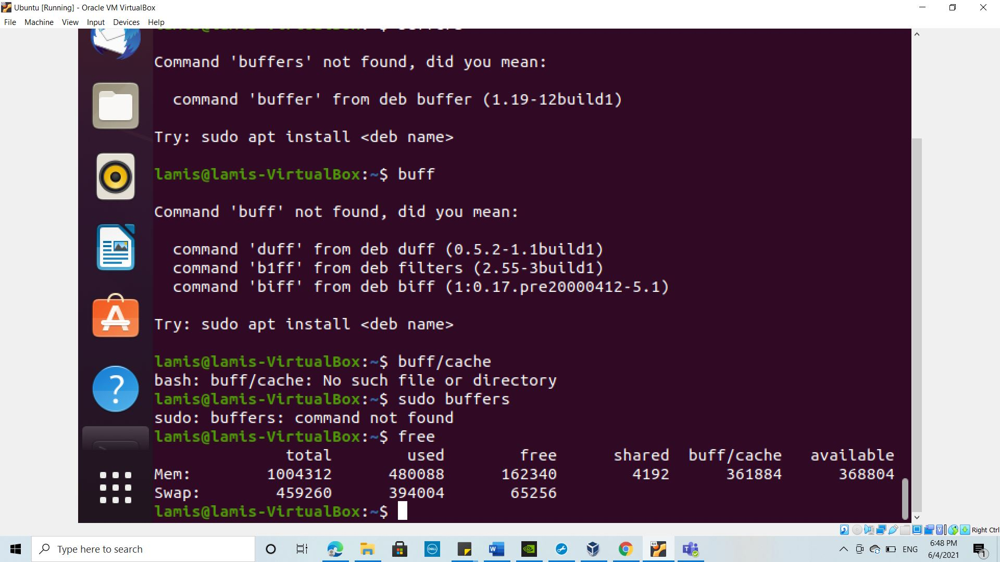 Ubuntu [Running] - Oracle VM VirtualBox
File Machine View Input Devices Help
Command 'buffers' not found, did you mean:
command 'buffer' from deb buffer (1.19-12build1)
Try: sudo apt install <deb name>
lamis@lamis-VirtualBox:~$ buff
Command 'buff' not found, did you mean:
command 'duff' from deb duff (0.5.2-1.1build1)
command 'b1ff' from deb filters (2.55-3build1)
command 'biff' from deb biff (1:0.17.pre20000412-5.1)
Try: sudo apt install <deb name>
lamis@lamis-VirtualBox:~$ buff/cache
bash: buff/cache: No such file or directory
lamis@lamis-VirtualBox:~$ sudo buffers
sudo: buffers: command not found
lamis@lamis-VirtualBox:~$ free
total used free shared buff/cache available
Mem: 1004312 480088 162340 4192 361884 368804
Swap: 459260 394004 65256
lamis@lamis-VirtualBox:~$
Right Ctrl
Type here to search
DELL
ENG
6:48 PM
6/4/2021
1